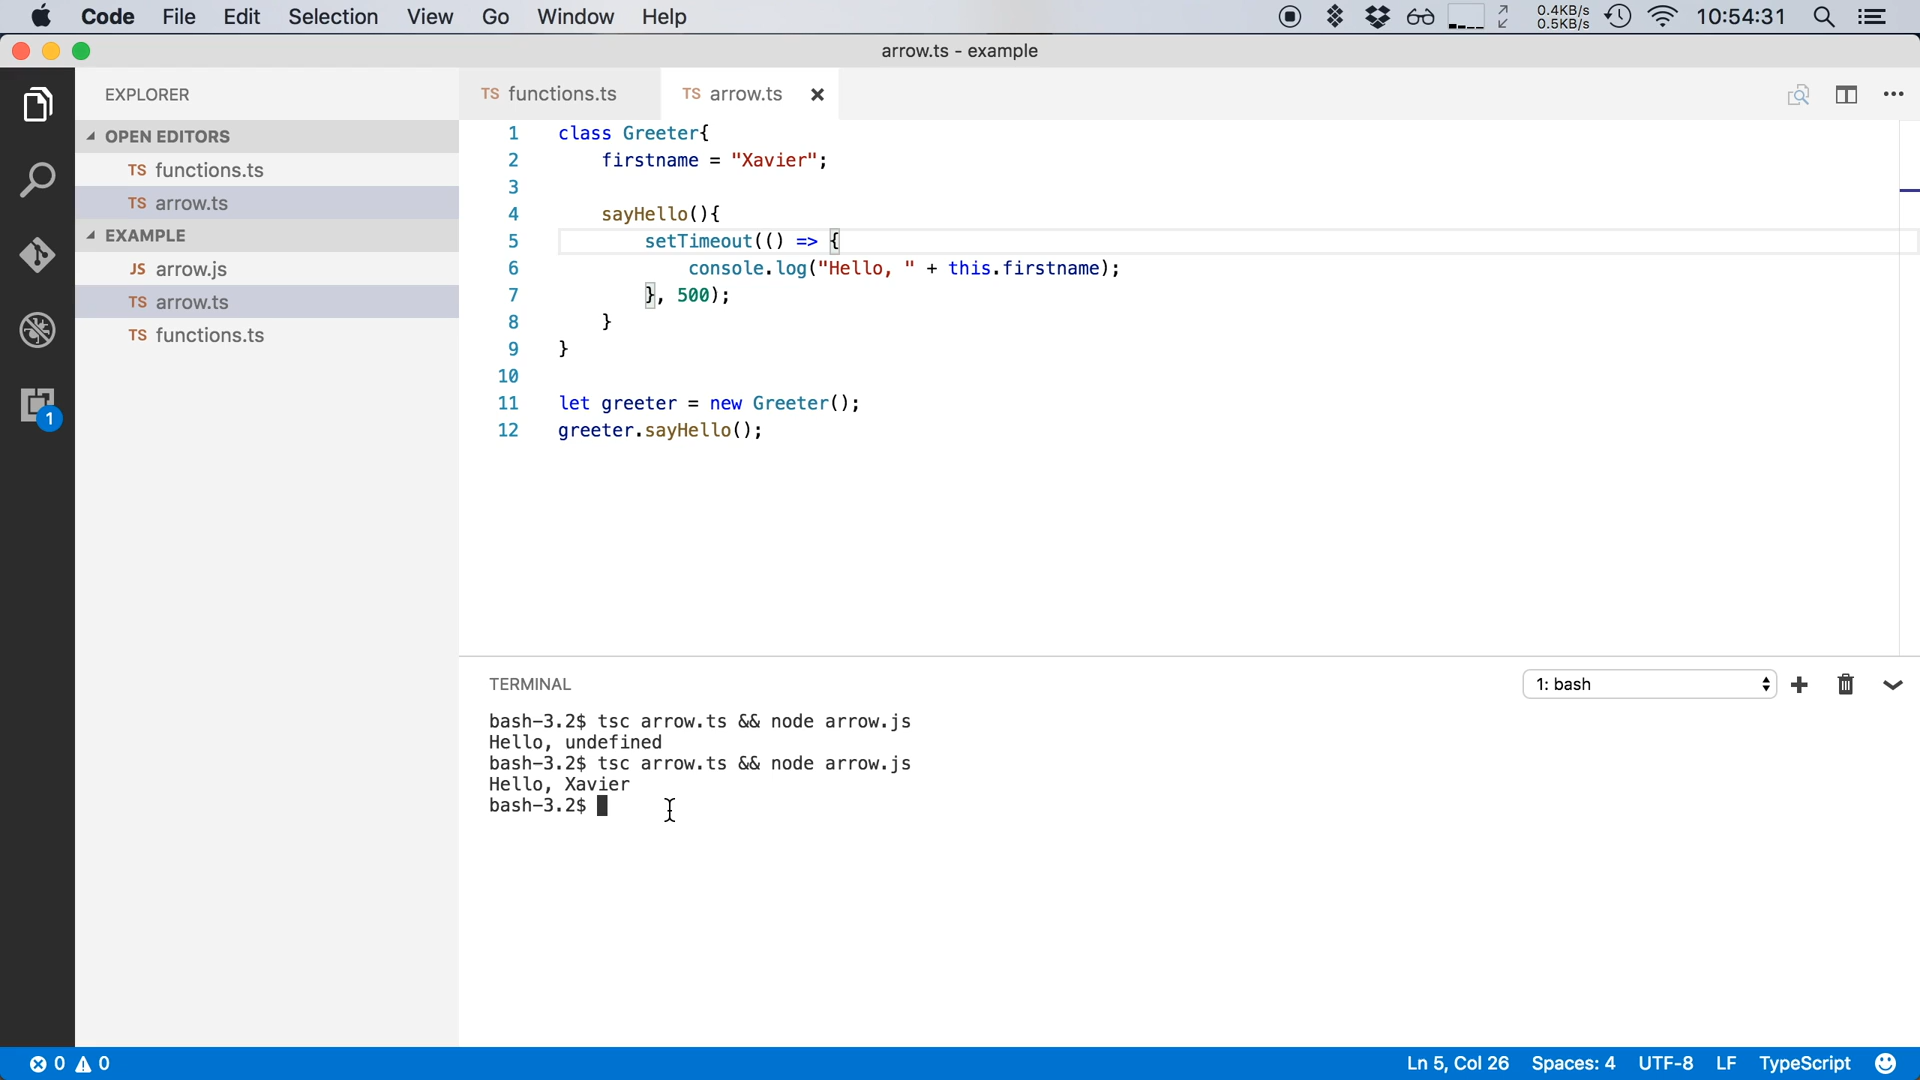 Code File Edit Selection View Go Window Help 0.4KB/s 10:54:31
0.5KB/s
arrow.ts - example
EXPLORER
OPEN EDITORS
TS functions.ts
TS arrow.ts
EXAMPLE
JS arrow.js
TS arrow.ts
TS functions.ts
1
TS functions.ts TS arrow.ts
1 class Greeter{
2 firstname = "Xavier";
3
4 sayHello(){
5 setTimeout(() => {
6 console.log("Hello, " + this.firstname);
7 }, 500);
8 }
9 }
10
11 let greeter = new Greeter();
12 greeter.sayHello();
TERMINAL 1: bash
bash-3.2$ tsc arrow.ts && node arrow.js
Hello, undefined
bash-3.2$ tsc arrow.ts && node arrow.js
Hello, Xavier
bash-3.2$
0 0 Ln 5, Col 26 Spaces: 4 UTF-8 LF TypeScript